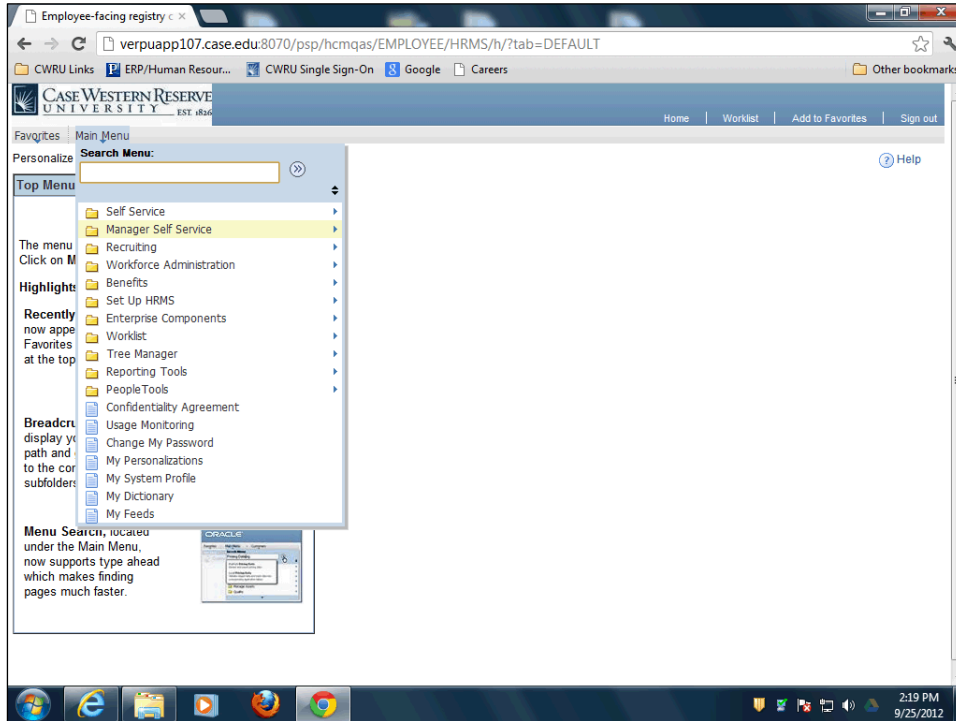 Employee-facing registry c
verpuapp107.case.edu:8070/psp/hcmqas/EMPLOYEE/HRMS/h/?tab=DEFAULT
CWRU Links ERP/Human Resour... CWRU Single Sign-On Google Careers Other bookmarks
CASE WESTERN RESERVE
UNIVERSITY EST. 1826
Home | Worklist | Add to Favorites | Sign out
Favorites Main Menu
Personalize
Search Menu:
Help
Top Menu
Self Service
Manager Self Service
Recruiting
Workforce Administration
Benefits
Set Up HRMS
Enterprise Components
Worklist
Tree Manager
Reporting Tools
PeopleTools
Confidentiality Agreement
Usage Monitoring
Change My Password
My Personalizations
My System Profile
My Dictionary
My Feeds
The menu
Click on M
Highlights
Recently
now appe
Favorites
at the top
Breadcru
display yo
path and
to the cor
subfolders
Menu Search, located
under the Main Menu,
now supports type ahead
which makes finding
pages much faster.
ORACLE
2:19 PM
9/25/2012